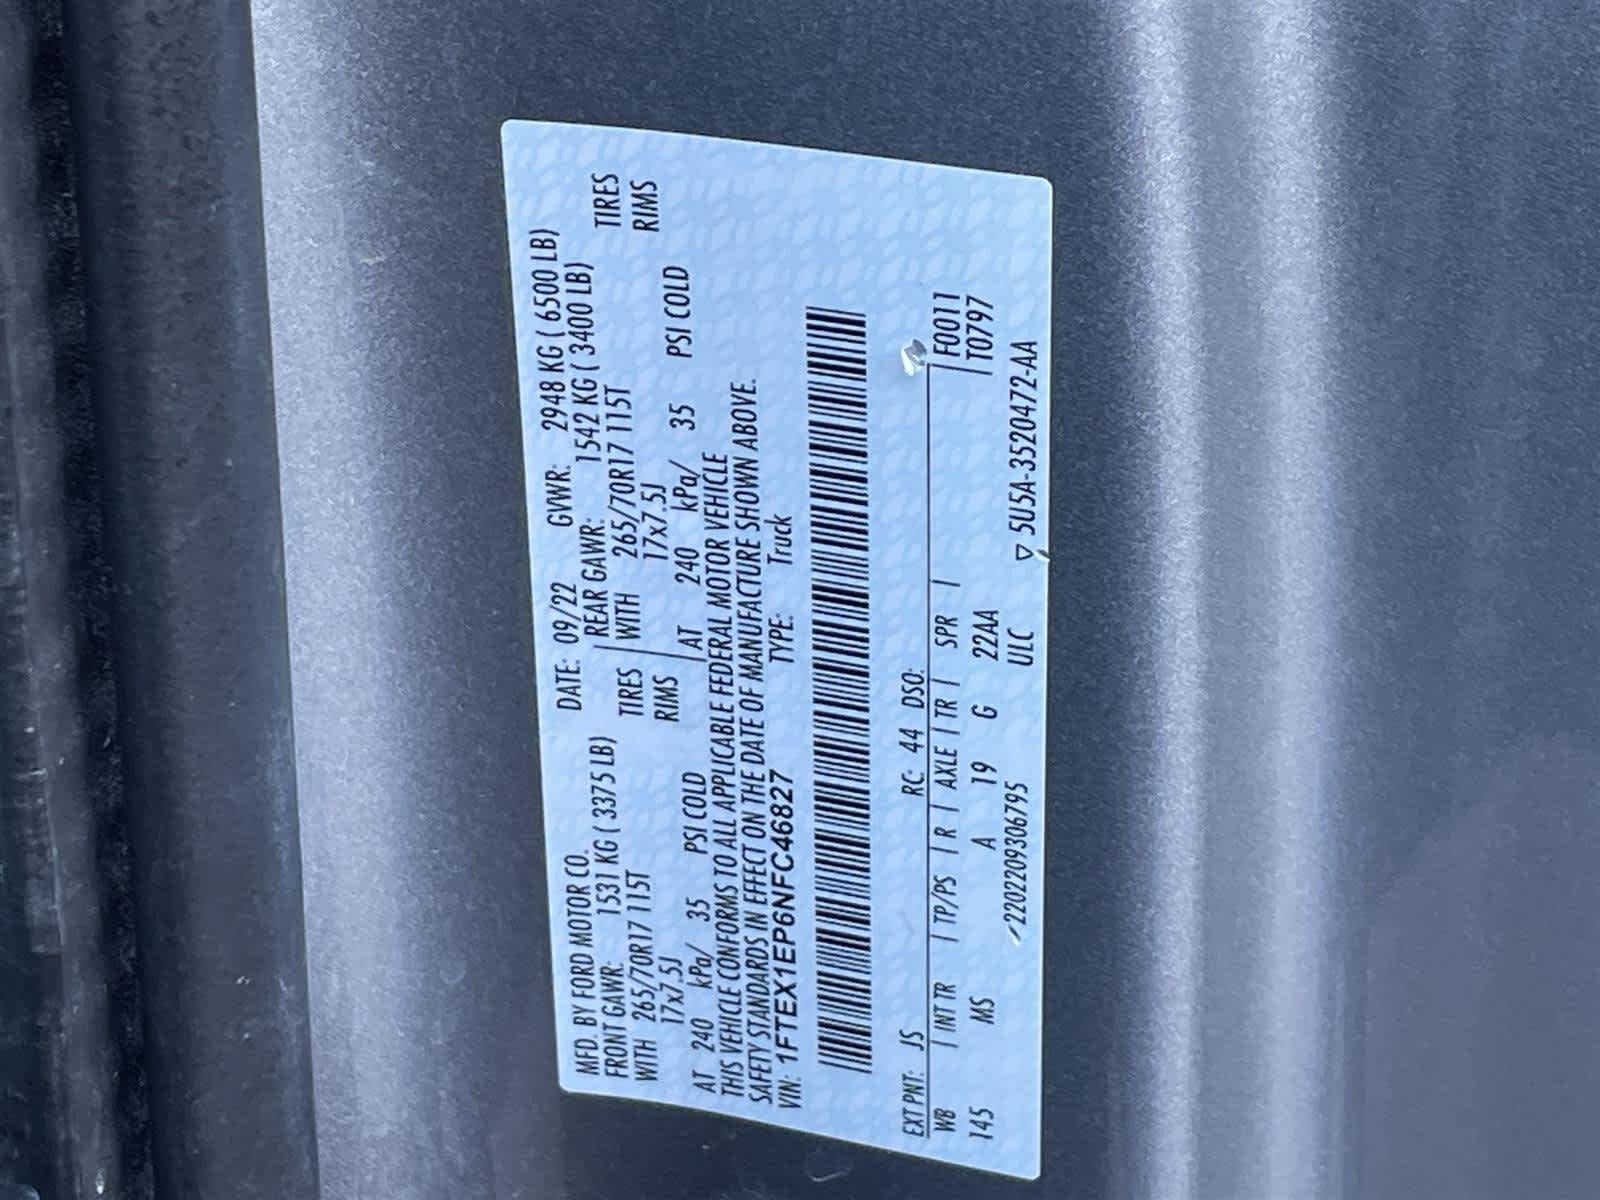 MFD. BY FORD MOTOR CO. DATE: 09/22 GVWR: 2948 KG ( 6500 LB)
FRONT GAWR: 1531 KG ( 3375 LB) REAR GAWR: 1542 KG ( 3400 LB)
WITH 265/70R17 115T TIRES WITH 265/70R17 115T TIRES
17x7.5J RIMS 17x7.5J RIMS
AT 240 kPa/ 35 PSI COLD AT 240 kPa/ 35 PSI COLD
THIS VEHICLE CONFORMS TO ALL APPLICABLE FEDERAL MOTOR VEHICLE
SAFETY STANDARDS IN EFFECT ON THE DATE OF MANUFACTURE SHOWN ABOVE.
VIN: 1FTEX1EP6NFC46827 TYPE: Truck
EXT PNT: JS RC: 44 DSO:
WB | INT TR | TP/PS | R | AXLE | TR | SPR | F0011
145 MS A 19 G 22AA T0797
22022093​06795 ULC ▽ 5U5A-3520472-AA